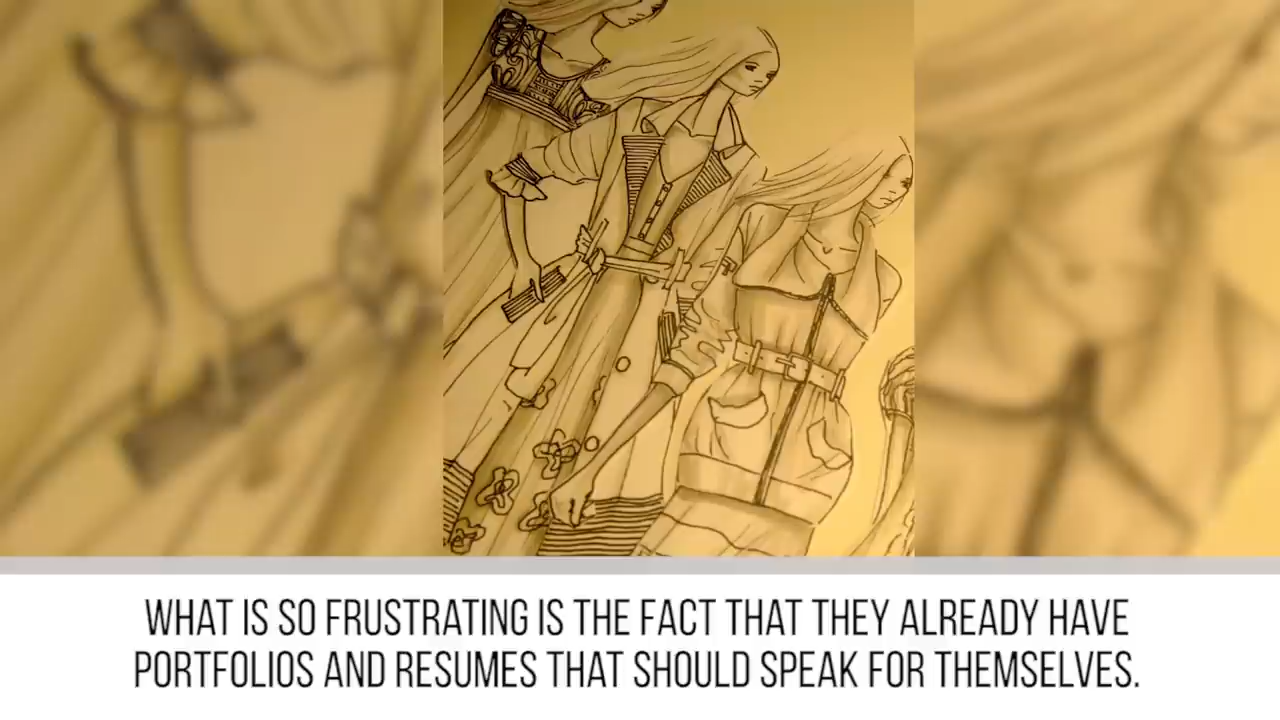 WHAT IS SO FRUSTRATING IS THE FACT THAT THEY ALREADY HAVE
PORTFOLIOS AND RESUMES THAT SHOULD SPEAK FOR THEMSELVES.